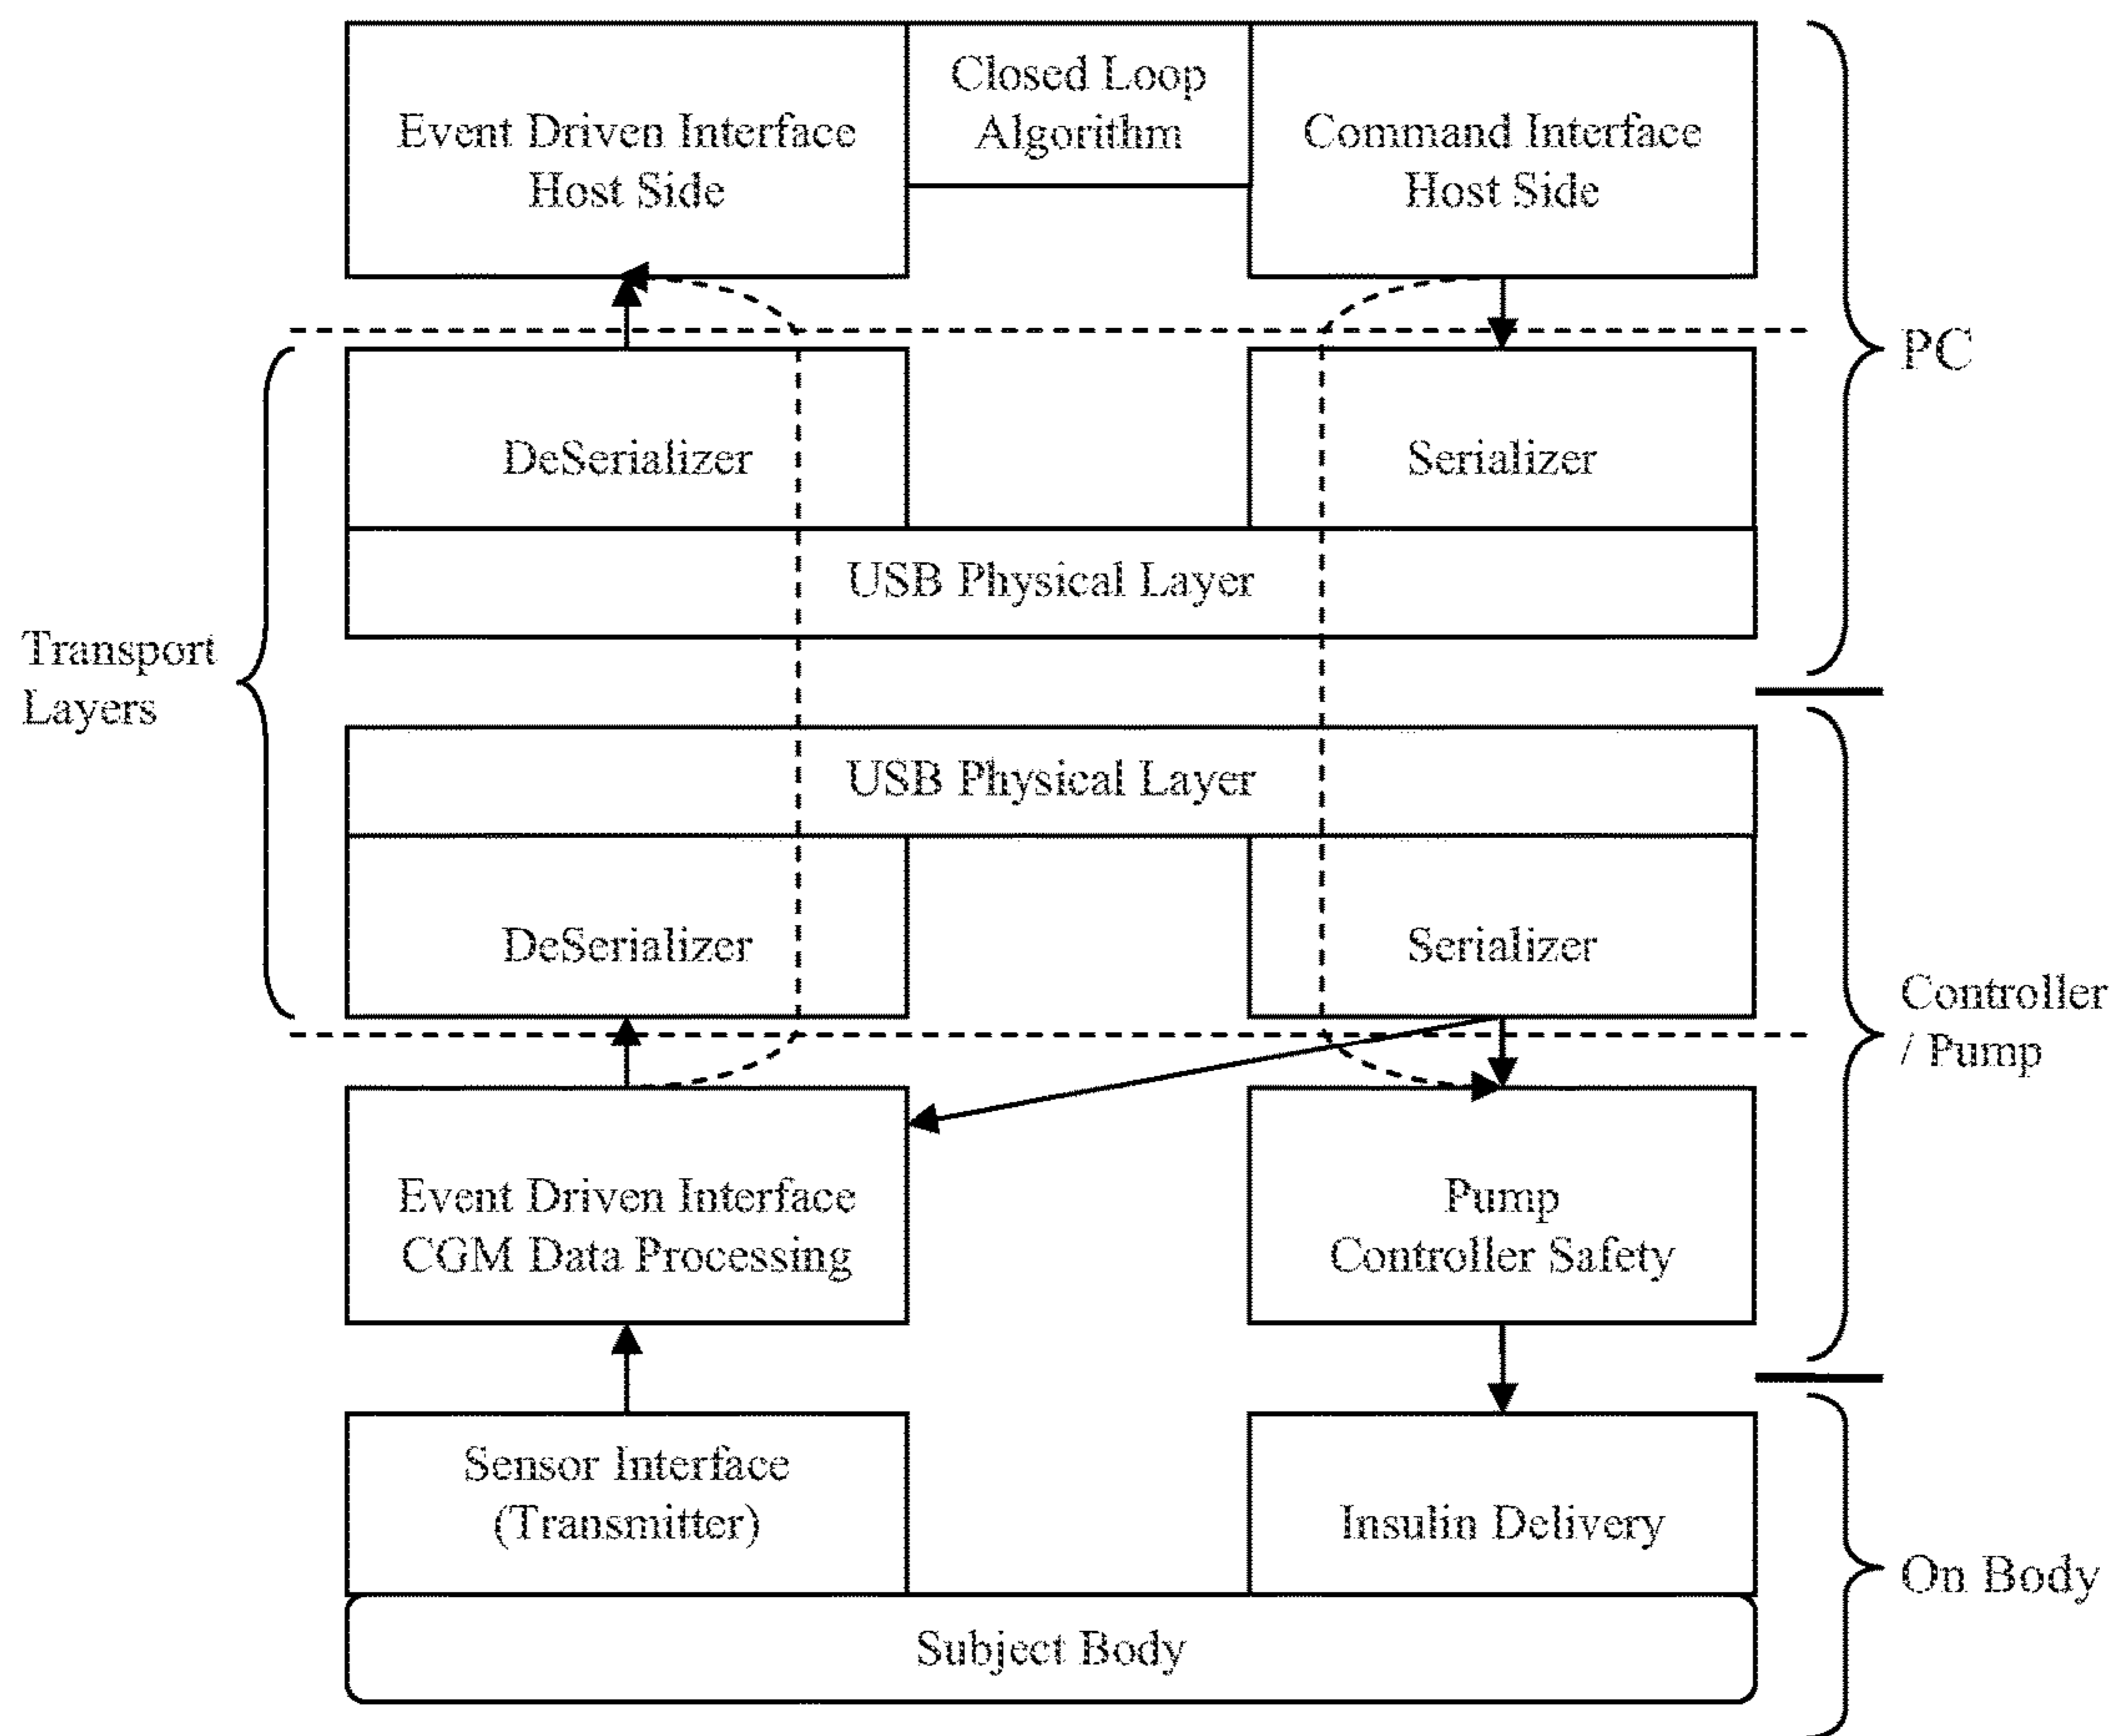 Closed Loop
Algorithm
Event Driven Interface
Host Side
Command Interface
Host Side
PC
DeSerializer
Serializer
USB Physical Layer
Transport
Layers
USB Physical Layer
DeSerializer
Serializer
Controller
/ Pump
Event Driven Interface
CGM Data Processing
Pump
Controller Safety
Sensor Interface
(Transmitter)
Insulin Delivery
On Body
Subject Body